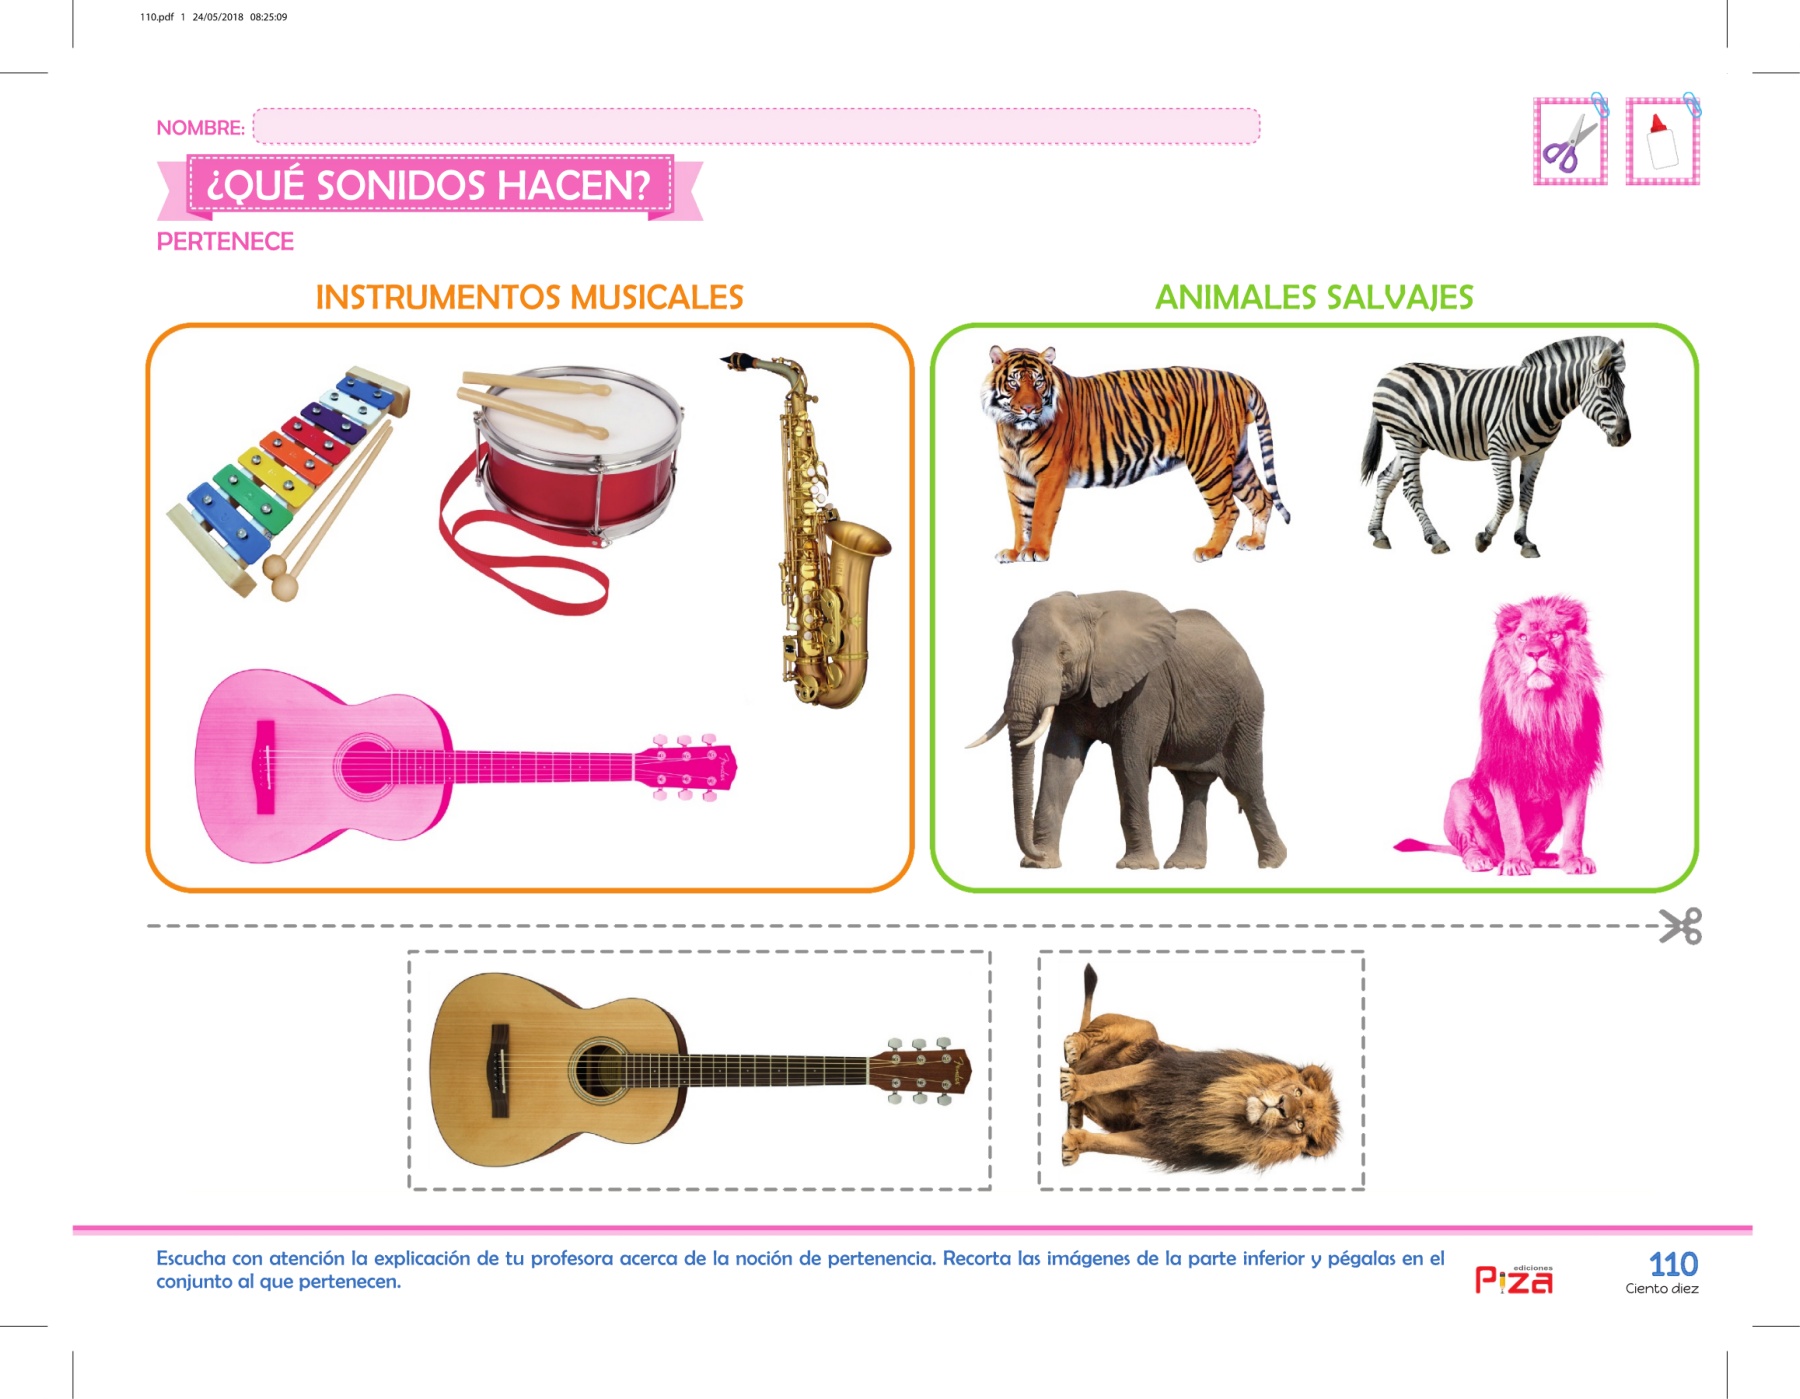 110.pdf 1 24/05/2018 08:25:09
NOMBRE:
¿QUÉ SONIDOS HACEN?
PERTENECE
INSTRUMENTOS MUSICALES
ANIMALES SALVAJES
Fender
Fender
Escucha con atención la explicación de tu profesora acerca de la noción de pertenencia. Recorta las imágenes de la parte inferior y pégalas en el
conjunto al que pertenecen.
ediciones
Piza
110
Ciento diez